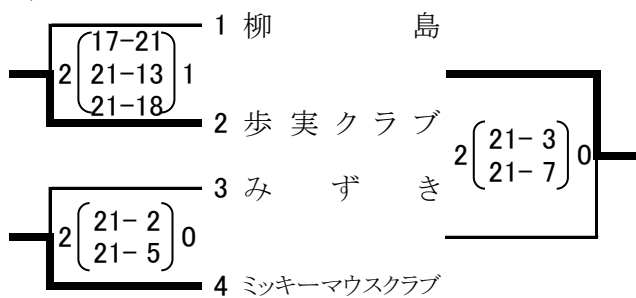 1 柳 島
17-21
2 21-13 1
21-18
2 歩 実 ク ラ ブ
2 21- 3 0
21- 7
3 み ず き
2 21- 2 0
21- 5
4 ミッキーマウスクラブ